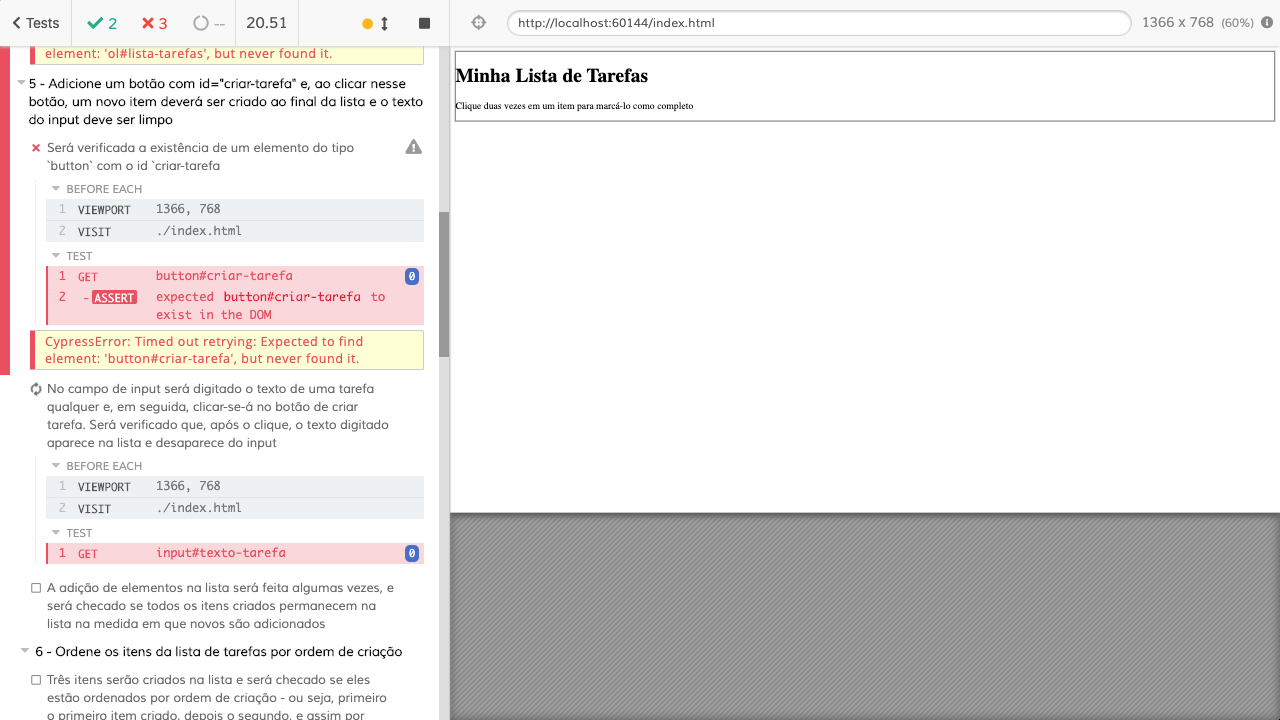 Tests
2
3
--
20.51
http://localhost:60144/index.html
1366 x 768 (60%)
element: 'ol#lista-tarefas', but never found it.
5 - Adicione um botão com id="criar-tarefa" e, ao clicar nesse
botão, um novo item deverá ser criado ao final da lista e o texto
do input deve ser limpo
Será verificada a existência de um elemento do tipo
`button` com o id `criar-tarefa
BEFORE EACH
1 VIEWPORT 1366, 768
2 VISIT ./index.html
TEST
1 GET button#criar-tarefa 0
2 -ASSERT expected button#criar-tarefa to
exist in the DOM
CypressError: Timed out retrying: Expected to find
element: 'button#criar-tarefa', but never found it.
No campo de input será digitado o texto de uma tarefa
qualquer e, em seguida, clicar-se-á no botão de criar
tarefa. Será verificado que, após o clique, o texto digitado
aparece na lista e desaparece do input
BEFORE EACH
1 VIEWPORT 1366, 768
2 VISIT ./index.html
TEST
1 GET input#texto-tarefa 0
A adição de elementos na lista será feita algumas vezes, e
será checado se todos os itens criados permanecem na
lista na medida em que novos são adicionados
6 - Ordene os itens da lista de tarefas por ordem de criação
Três itens serão criados na lista e será checado se eles
estão ordenados por ordem de criação - ou seja, primeiro
o primeiro item criado, depois o segundo, e assim por
Minha Lista de Tarefas
Clique duas vezes em um item para marcá-lo como completo